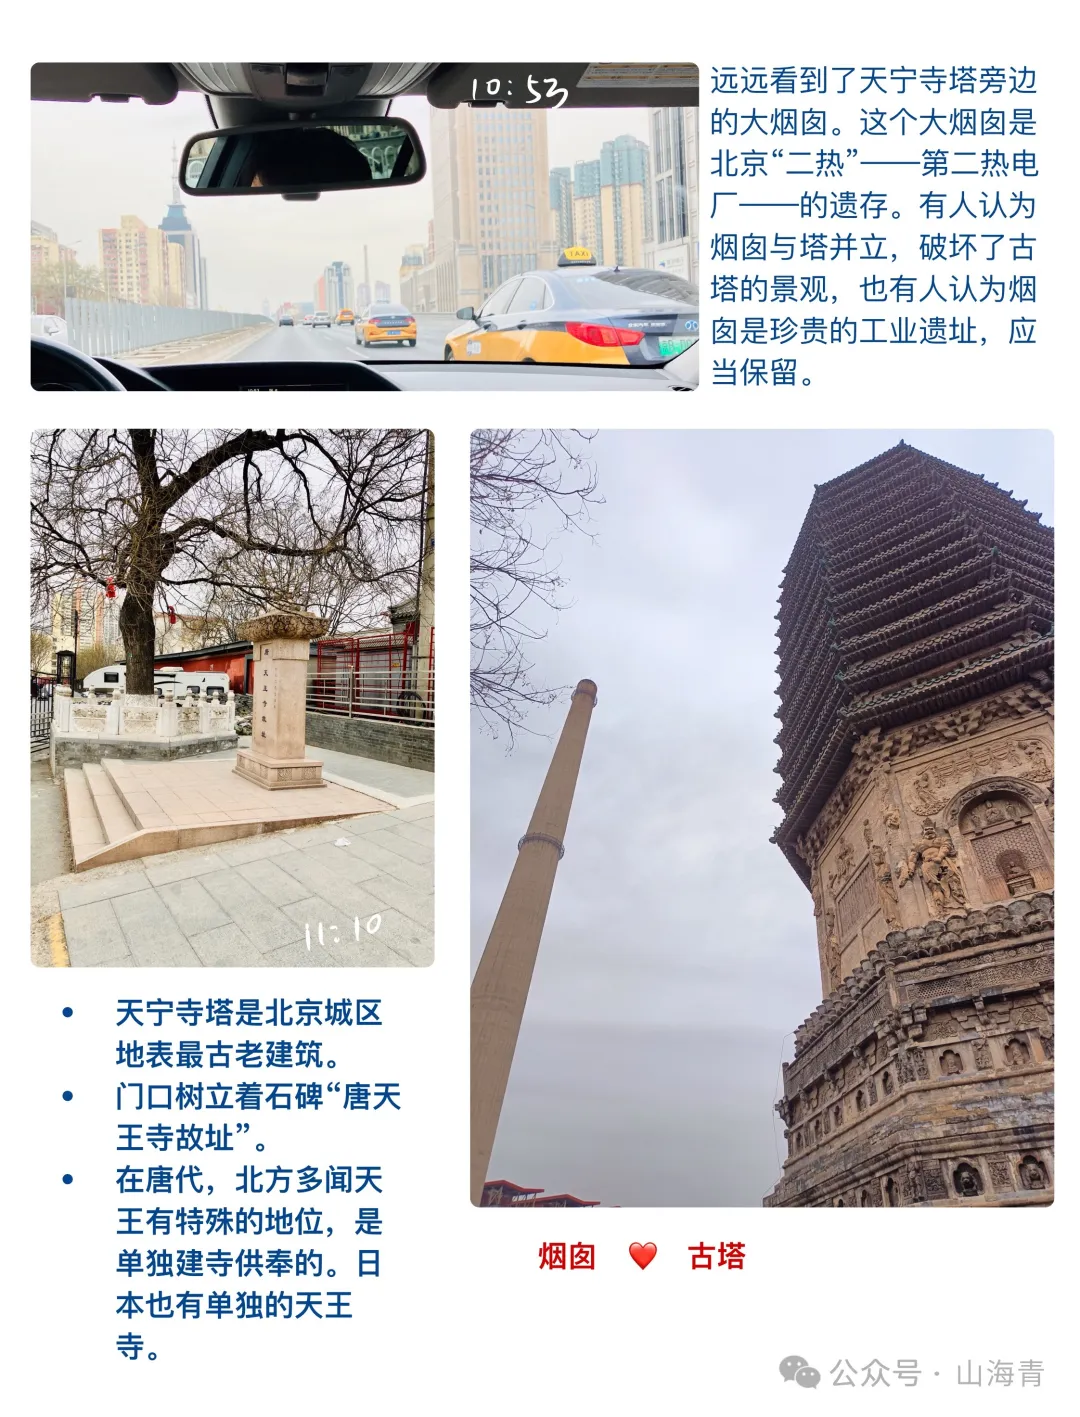 10:53
TAXI
远远看到了天宁寺塔旁边
的大烟囱。这个大烟囱是
北京“二热”——第二热电
厂——的遗存。有人认为
烟囱与塔并立，破坏了古
塔的景观，也有人认为烟
囱是珍贵的工业遗址，应
当保留。
唐天王寺故址
11:10
• 天宁寺塔是北京城区
地表最古老建筑。
• 门口树立着石碑“唐天
王寺故址”。
• 在唐代，北方多闻天
王有特殊的地位，是
单独建寺供奉的。日
本也有单独的天王
寺。
烟囱 ❤️ 古塔
公众号 · 山海青